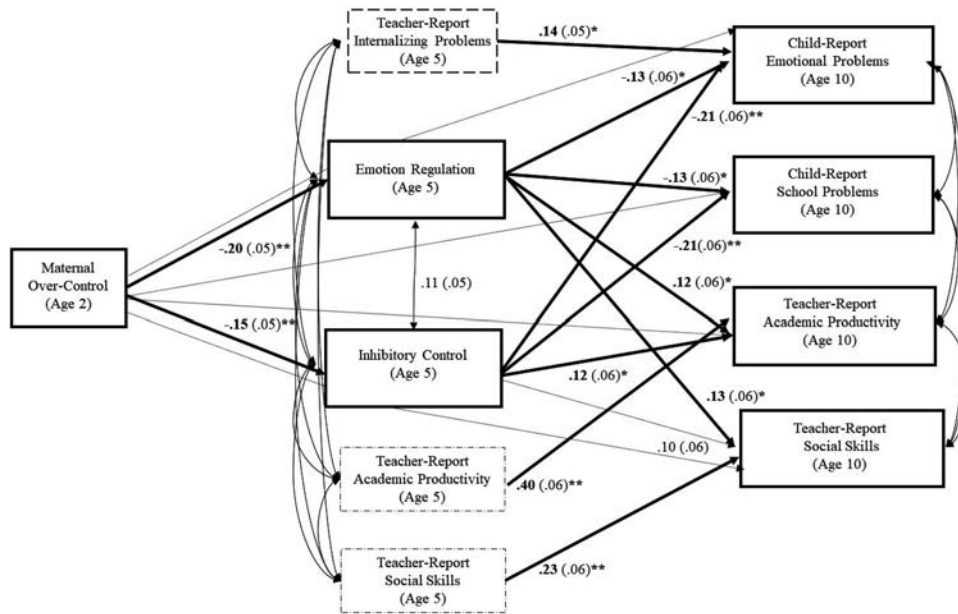 Teacher-Report
Internalizing Problems
(Age 5)
.14 (.05)*
Child-Report
Emotional Problems
(Age 10)
-.13 (.06)*
-.21 (.06)**
Emotion Regulation
(Age 5)
-.13 (.06)*
Child-Report
School Problems
(Age 10)
-.20 (.05)**
-.21(.06)**
Maternal
Over-Control
(Age 2)
.11 (.05)
.12 (.06)*
Teacher-Report
Academic Productivity
(Age 10)
-.15 (.05)**
Inhibitory Control
(Age 5)
.12 (.06)*
.13 (.06)*
Teacher-Report
Social Skills
(Age 10)
.10 (.06)
Teacher-Report
Academic Productivity
(Age 5)
.40 (.06)**
Teacher-Report
Social Skills
(Age 5)
.23 (.06)**